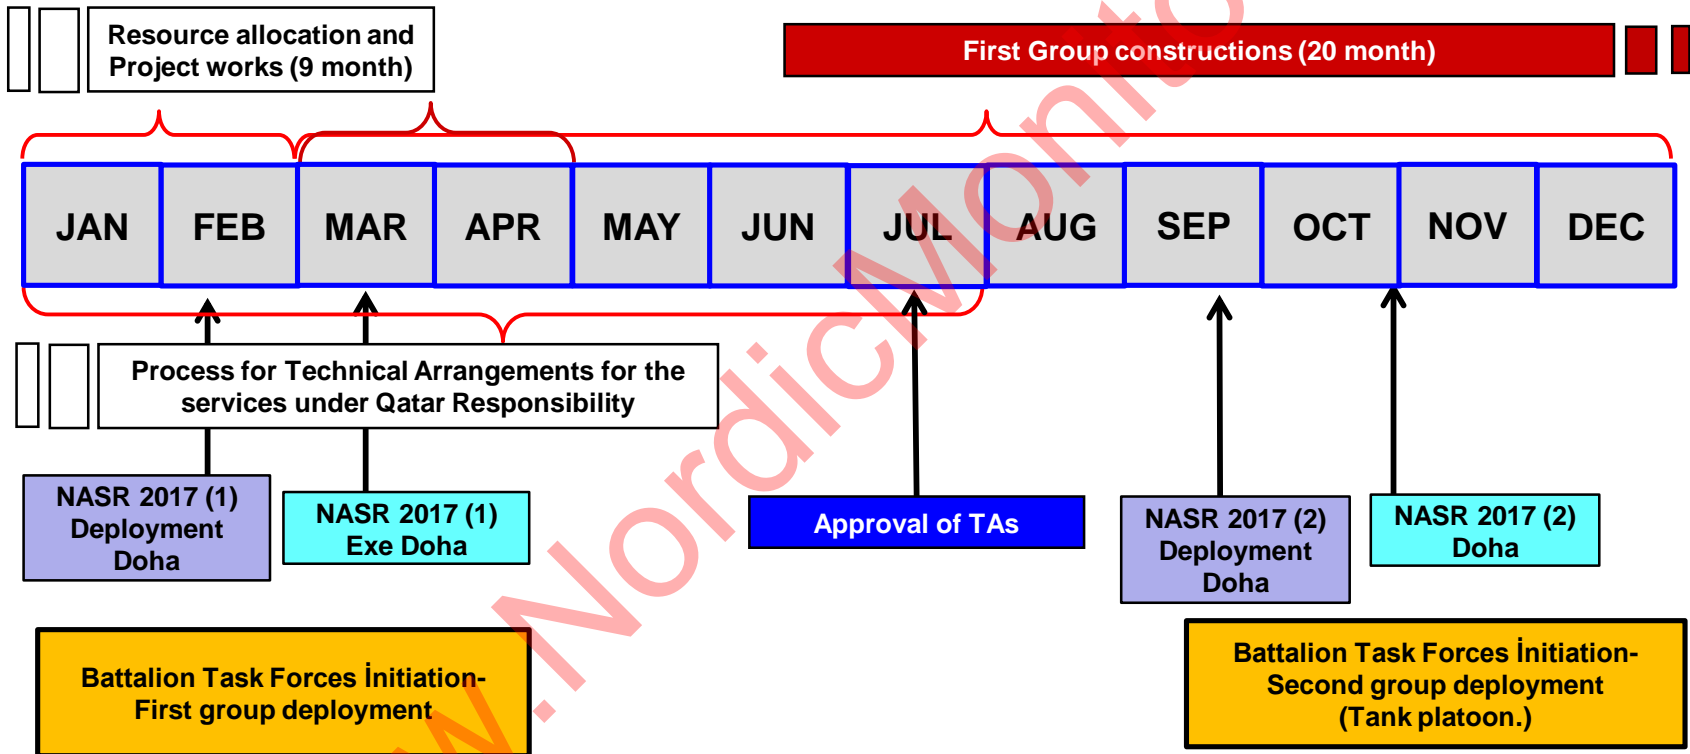 Resource allocation and
Project works (9 month)
First Group constructions (20 month)
JAN FEB MAR APR MAY JUN JUL AUG SEP OCT NOV DEC
Process for Technical Arrangements for the
services under Qatar Responsibility
NASR 2017 (1)
Deployment
Doha
NASR 2017 (1)
Exe Doha
Approval of TAs
NASR 2017 (2)
Deployment
Doha
NASR 2017 (2)
Doha
Battalion Task Forces İnitiation-
First group deployment
Battalion Task Forces İnitiation-
Second group deployment
(Tank platoon.)
w.NordicMonito